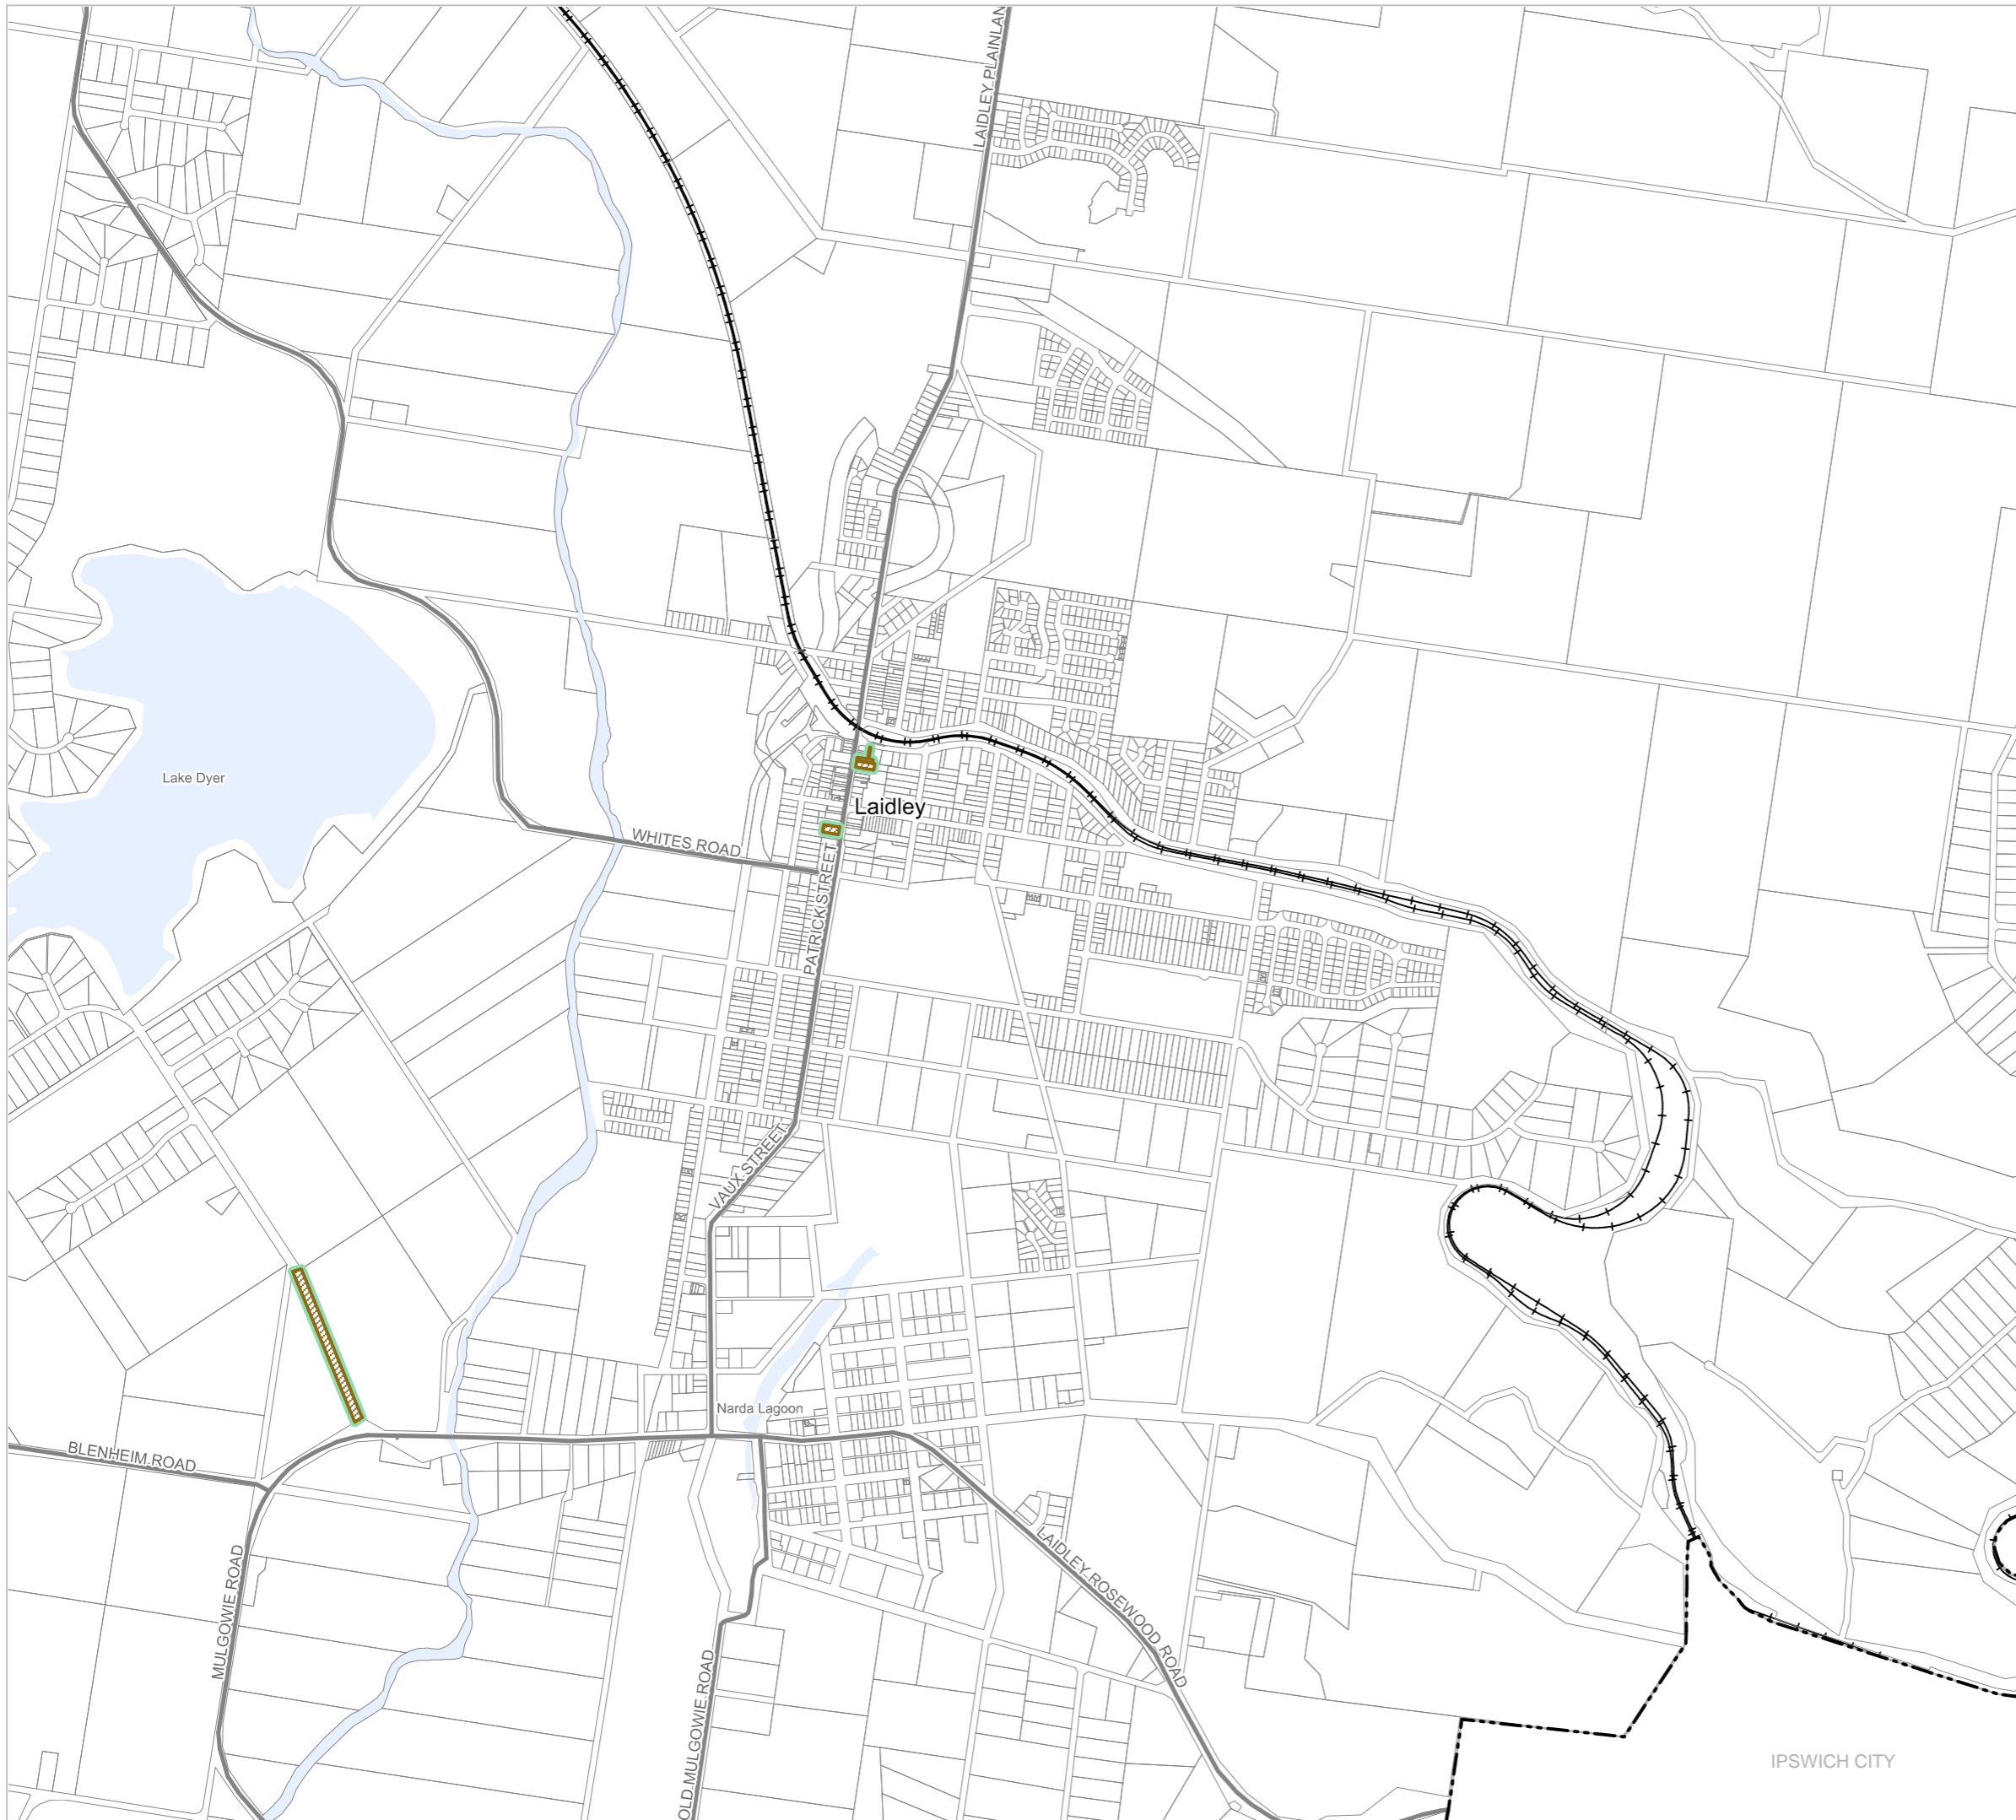 LAIDLEY PLAINLAN
Lake Dyer
Laidley
WHITES ROAD
PATRICK STREET
VAUX STREET
Narda Lagoon
BLENHEIM ROAD
MULGOWIE ROAD
LAIDLEY ROSEWOOD ROAD
OLD MULGOWIE ROAD
IPSWICH CITY